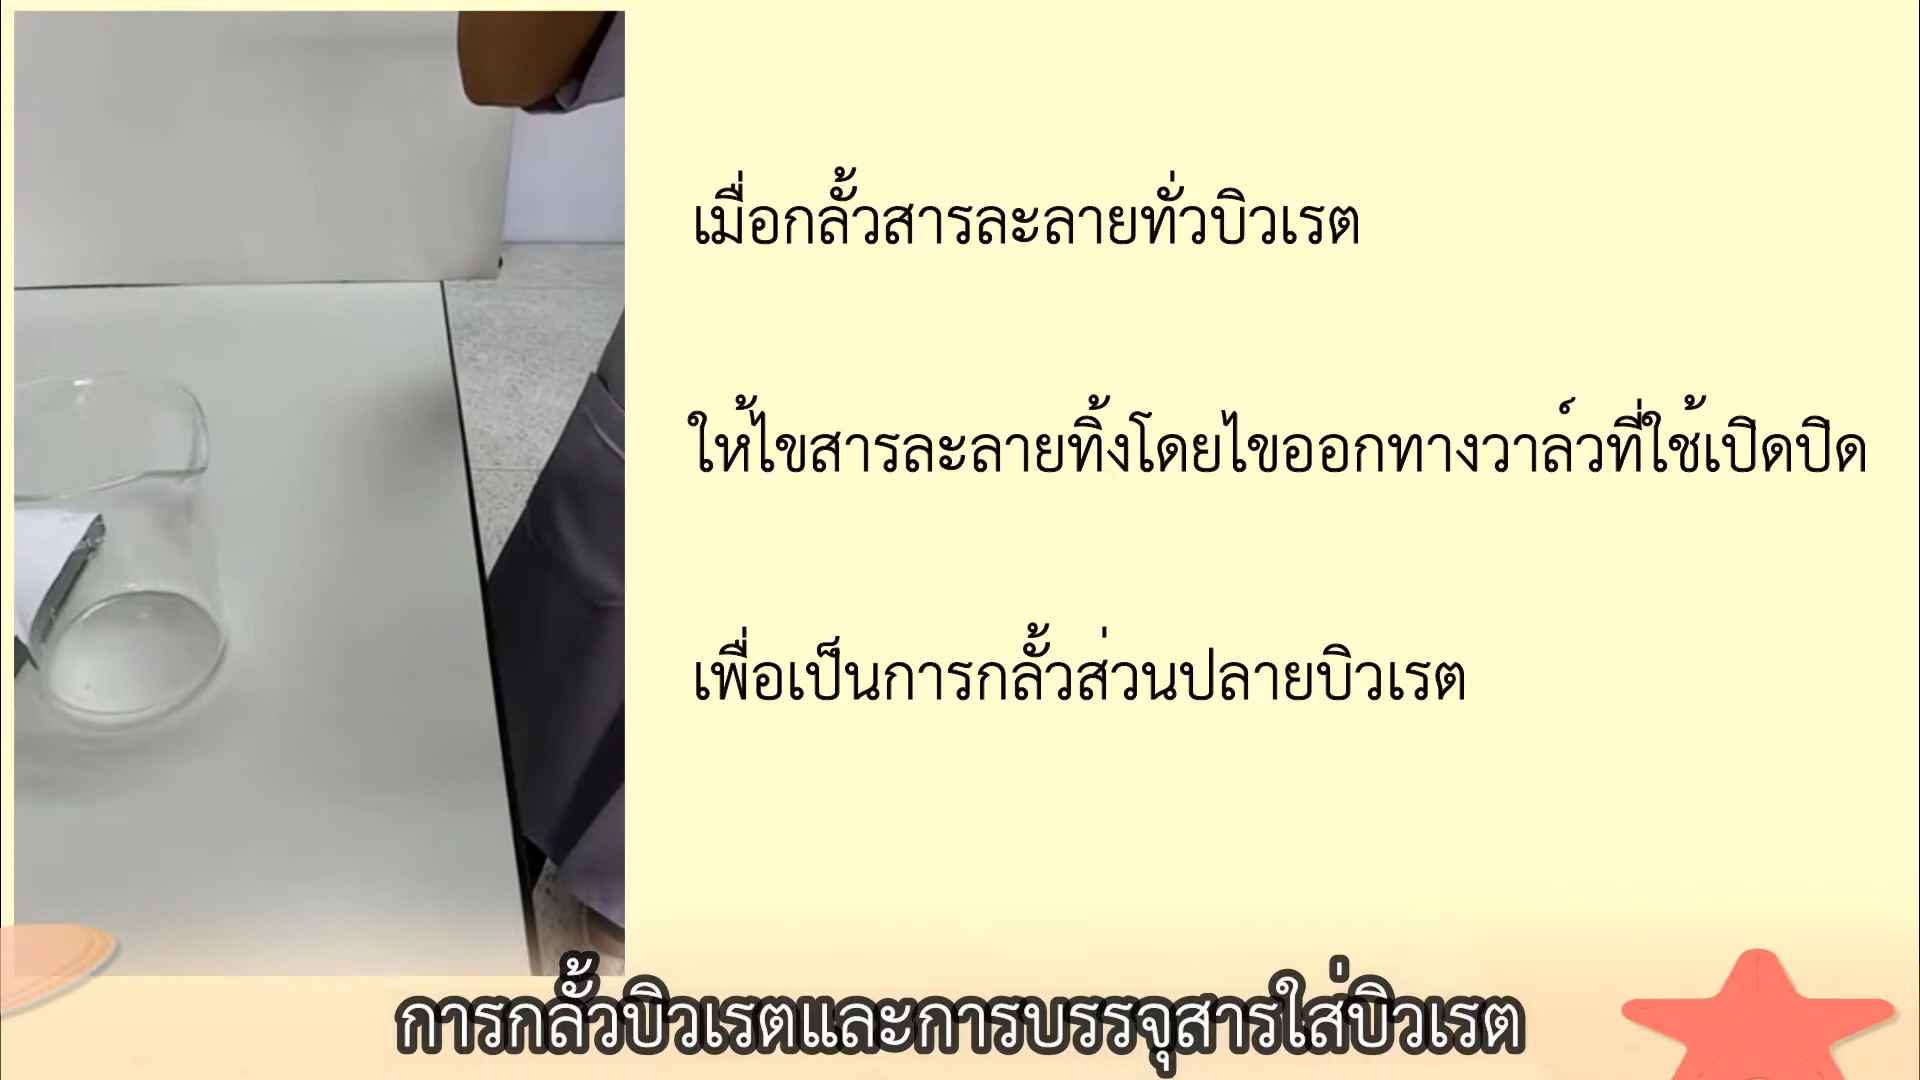 เมื่อกลั้วสารละลายทั่วบิวเรต
ให้ไขสารละลายทิ้งโดยไขออกทางวาล์วที่ใช้เปิดปิด
เพื่อเป็นการกลั้วส่วนปลายบิวเรต
การกลั้วบิวเรตและการบรรจุสารใส่บิวเรต